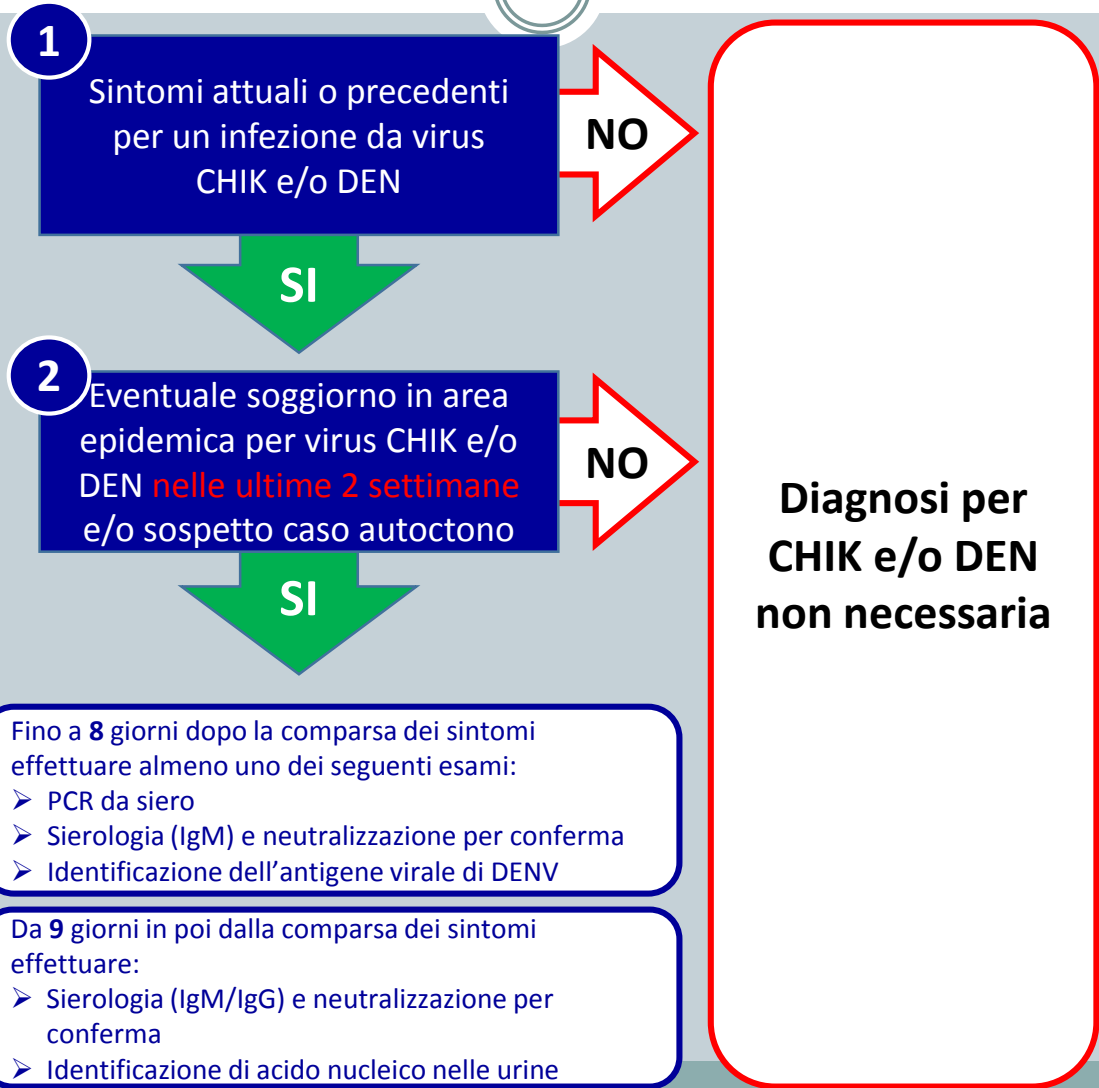 1
Sintomi attuali o precedenti
per un infezione da virus
CHIK e/o DEN
NO
SI
2
Eventuale soggiorno in area
epidemica per virus CHIK e/o
DEN nelle ultime 2 settimane
e/o sospetto caso autoctono
NO
SI
Diagnosi per
CHIK e/o DEN
non necessaria
Fino a 8 giorni dopo la comparsa dei sintomi
effettuare almeno uno dei seguenti esami:
➢ PCR da siero
➢ Sierologia (IgM) e neutralizzazione per conferma
➢ Identificazione dell’antigene virale di DENV
Da 9 giorni in poi dalla comparsa dei sintomi
effettuare:
➢ Sierologia (IgM/IgG) e neutralizzazione per
conferma
➢ Identificazione di acido nucleico nelle urine